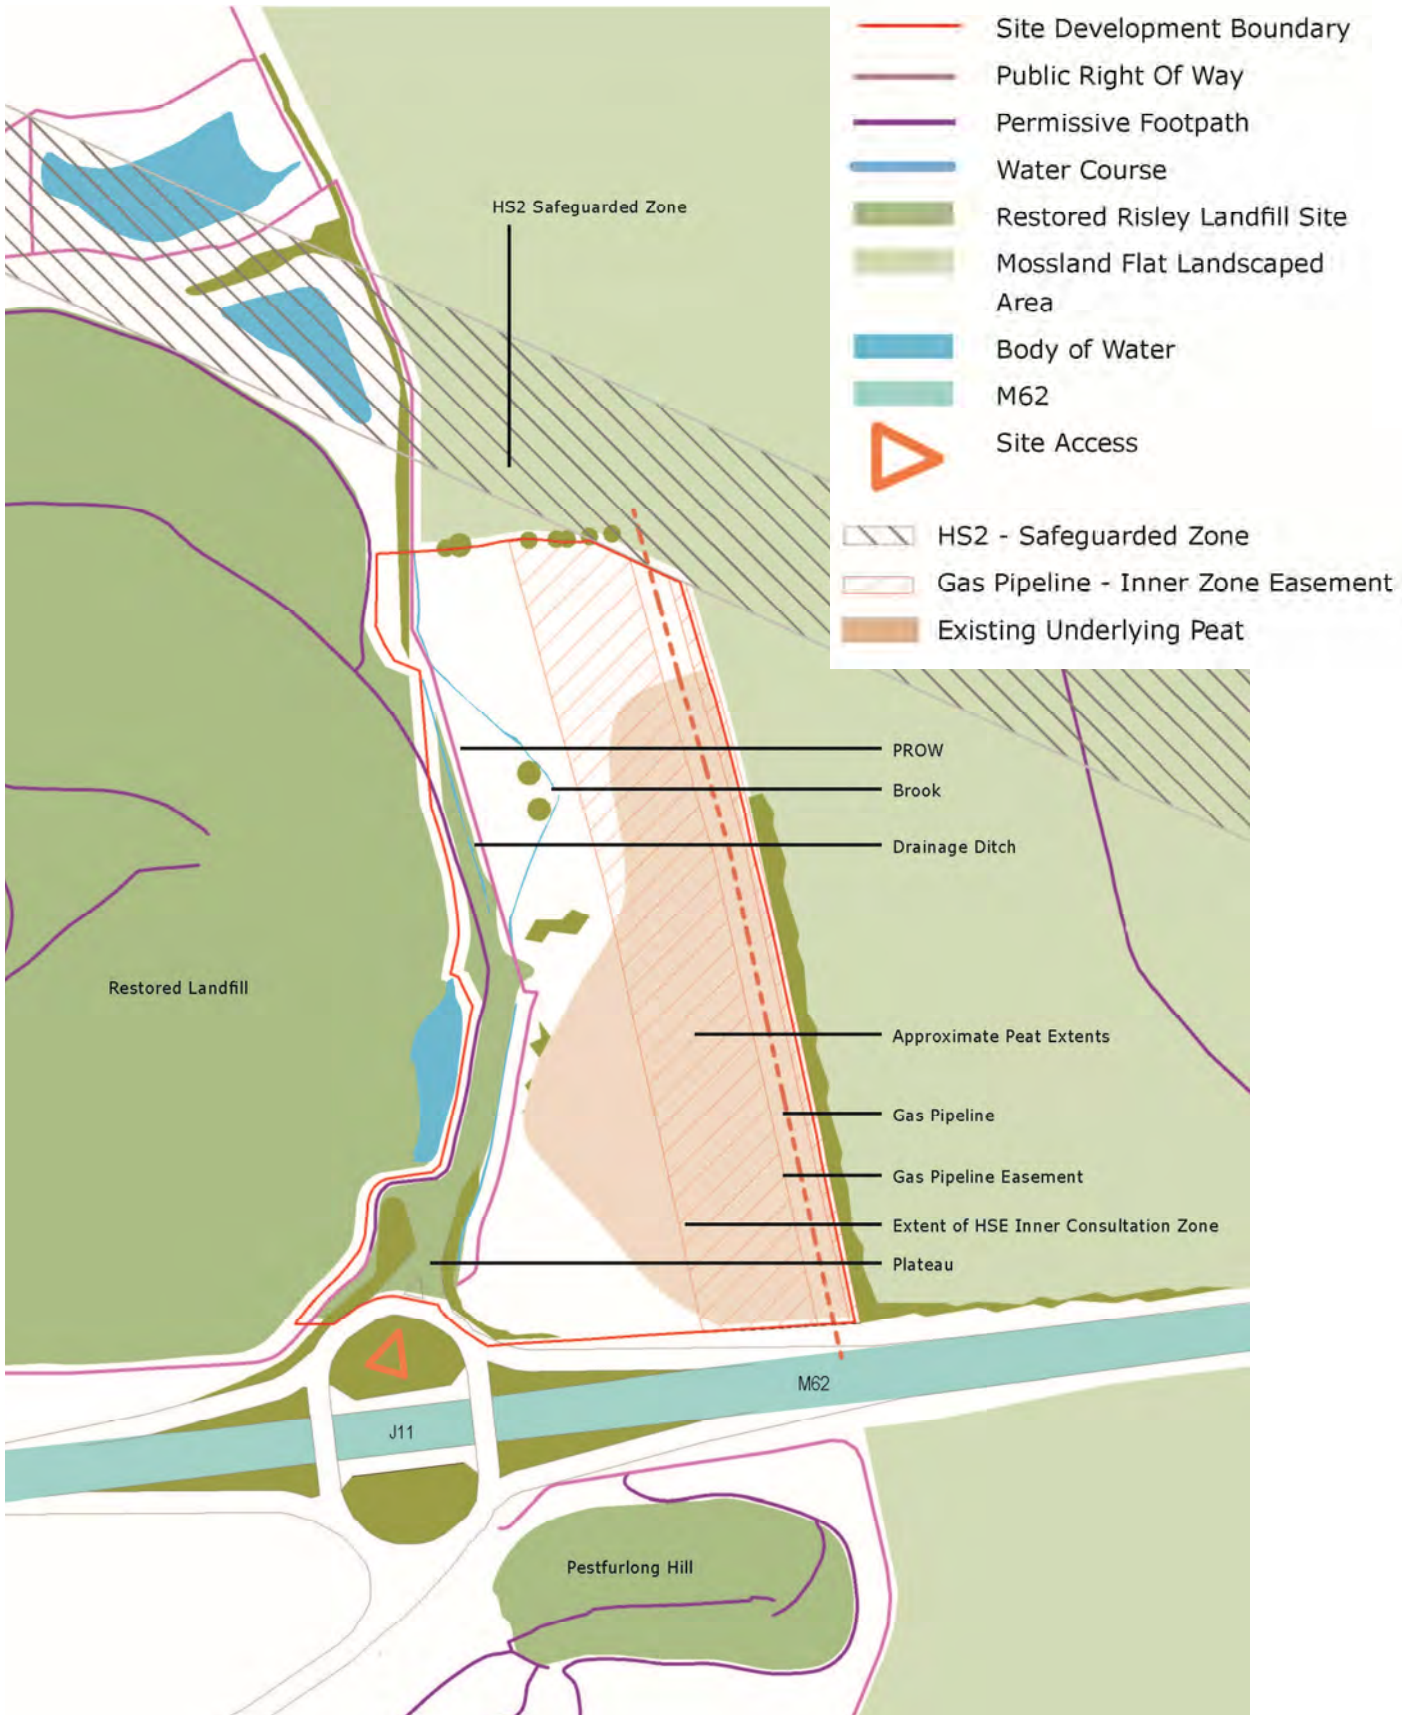 Site Development Boundary
Public Right Of Way
Permissive Footpath
Water Course
Restored Risley Landfill Site
Mossland Flat Landscaped
Area
Body of Water
M62
Site Access
HS2 - Safeguarded Zone
Gas Pipeline - Inner Zone Easement
Existing Underlying Peat
HS2 Safeguarded Zone
PROW
Brook
Drainage Ditch
Restored Landfill
Approximate Peat Extents
Gas Pipeline
Gas Pipeline Easement
Extent of HSE Inner Consultation Zone
Plateau
M62
J11
Pestfurlong Hill